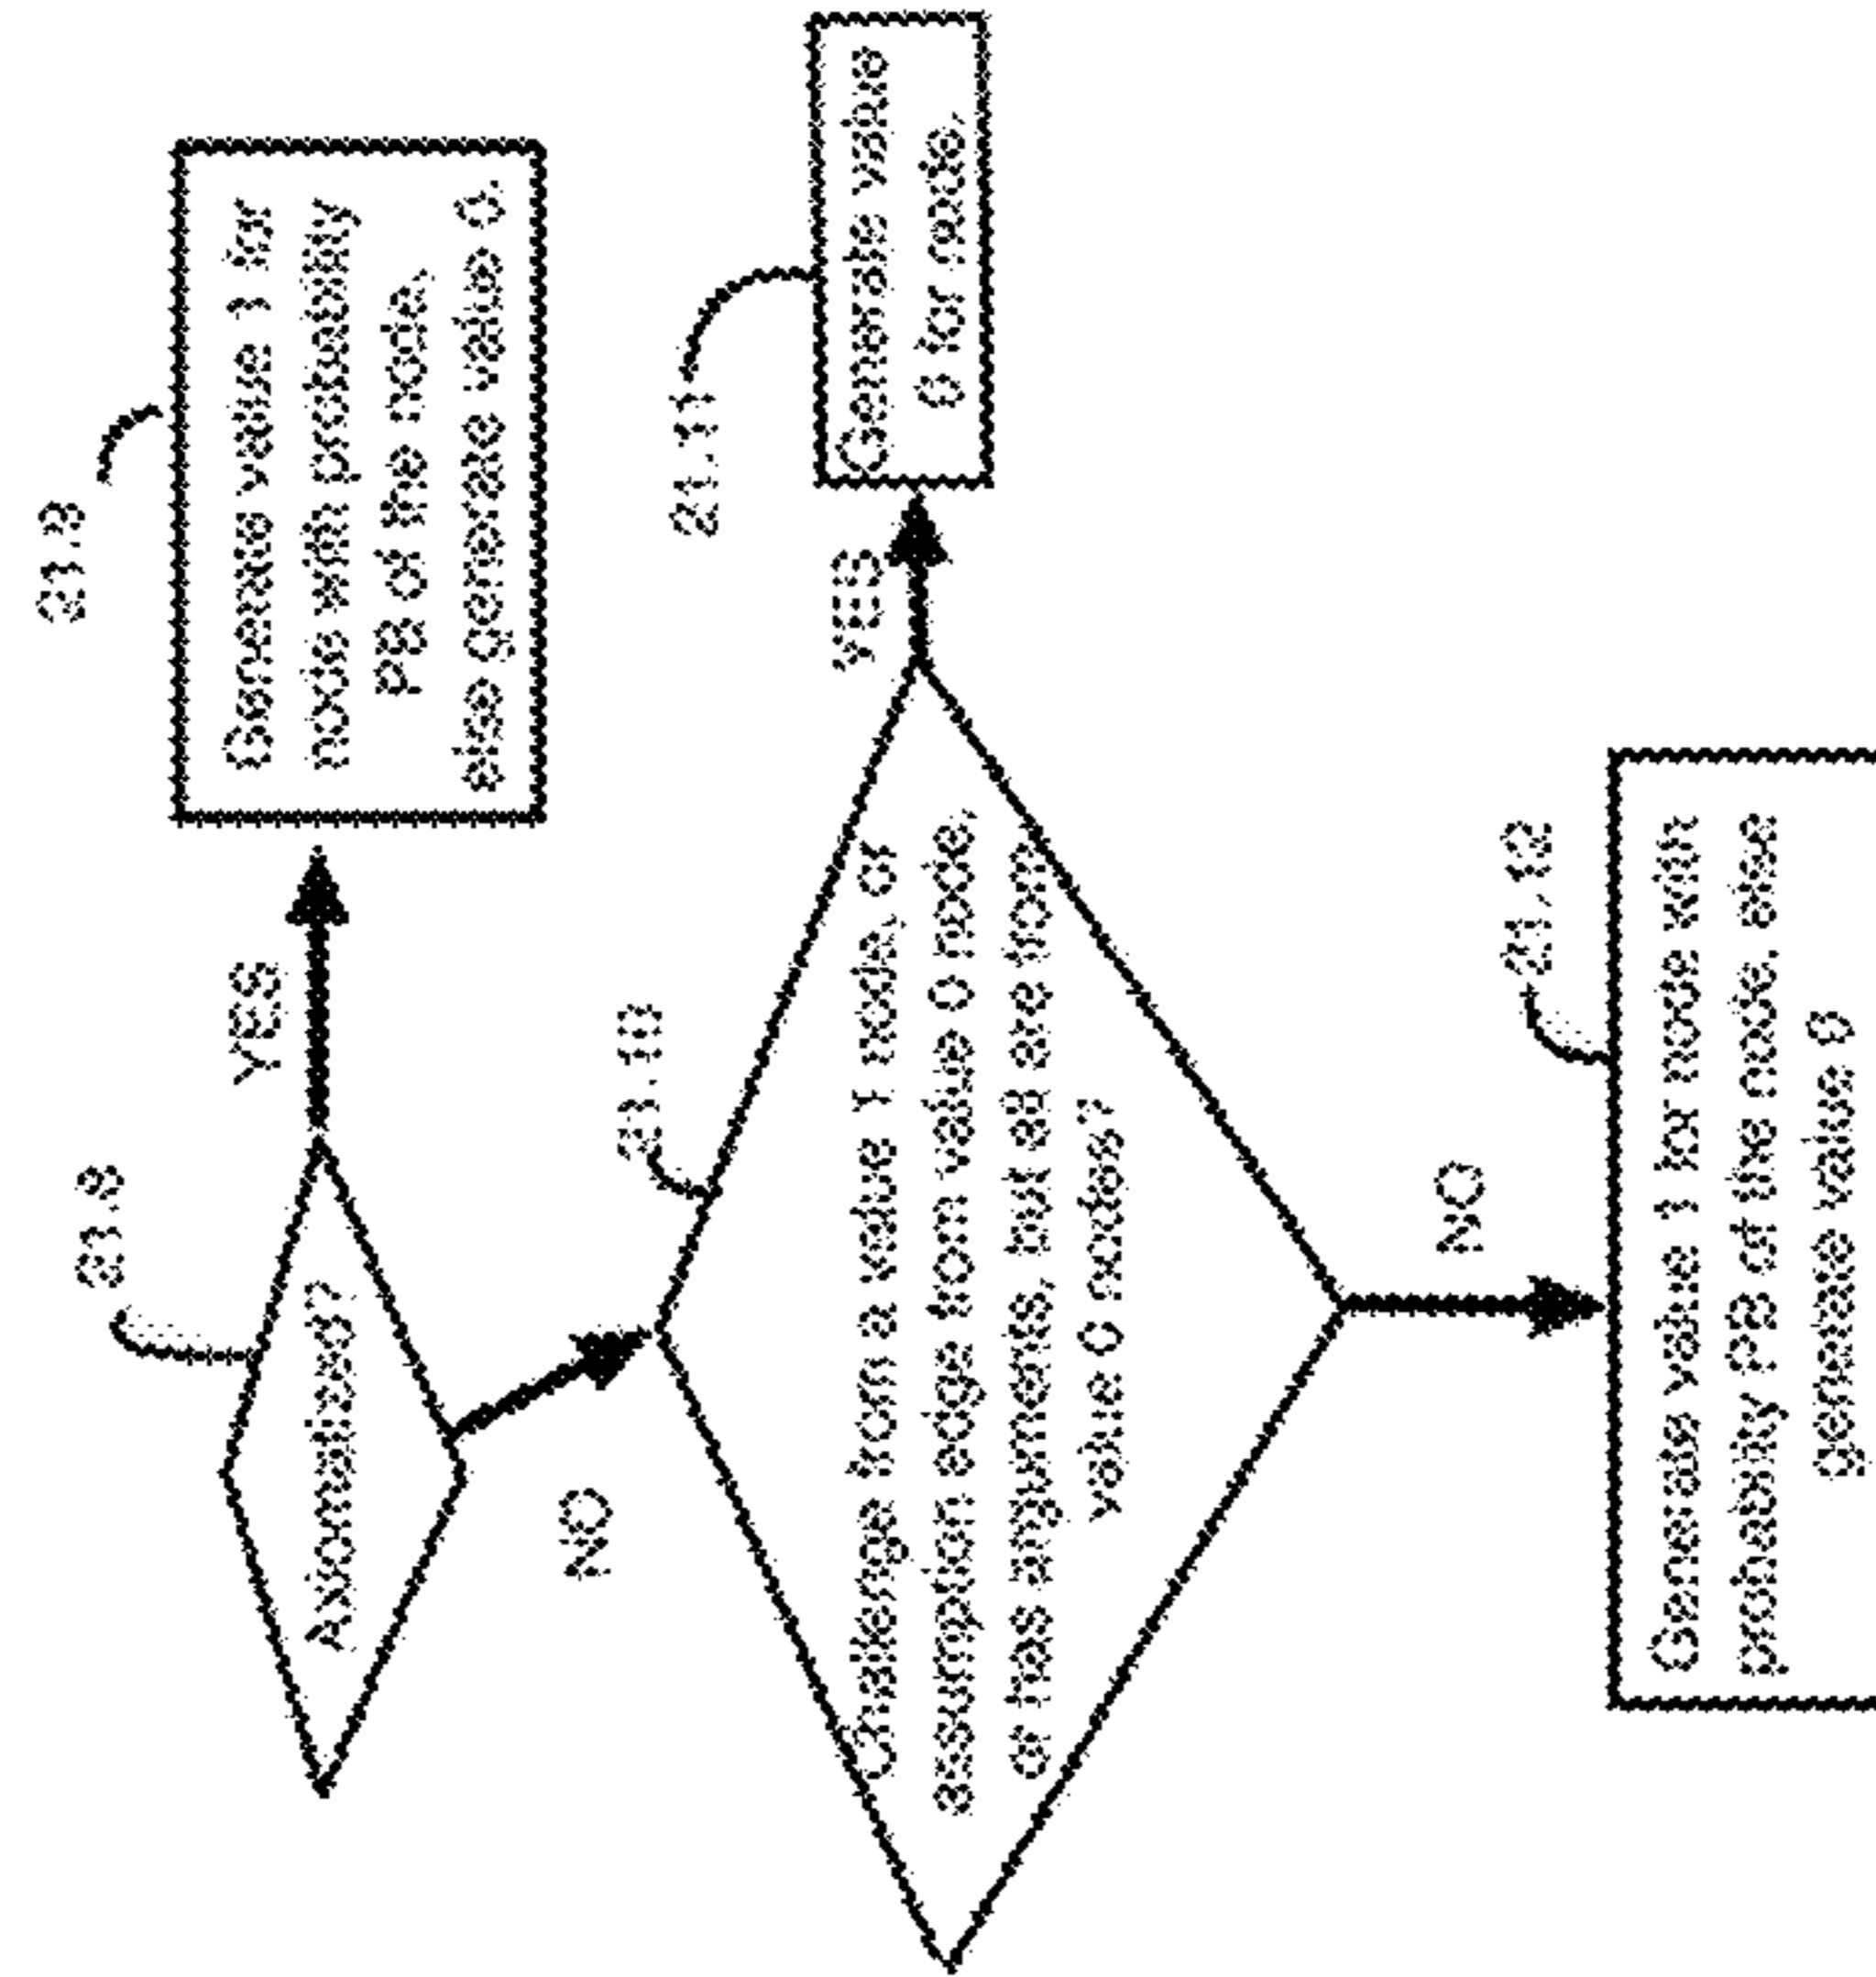 21.8
Axiomatized?
YES
21.9
Generate value 1 for
node with probability
PB of the node,
else generate value 0.
NO
21.10
Challenge from a value 1 node, or
assumption edge from value 0 node,
or has arguments, but all are from
value 0 nodes?
YES
21.11
Generate value
0 for node.
NO
21.12
Generate value 1 for node with
probability PB of the node, else
generate value 0